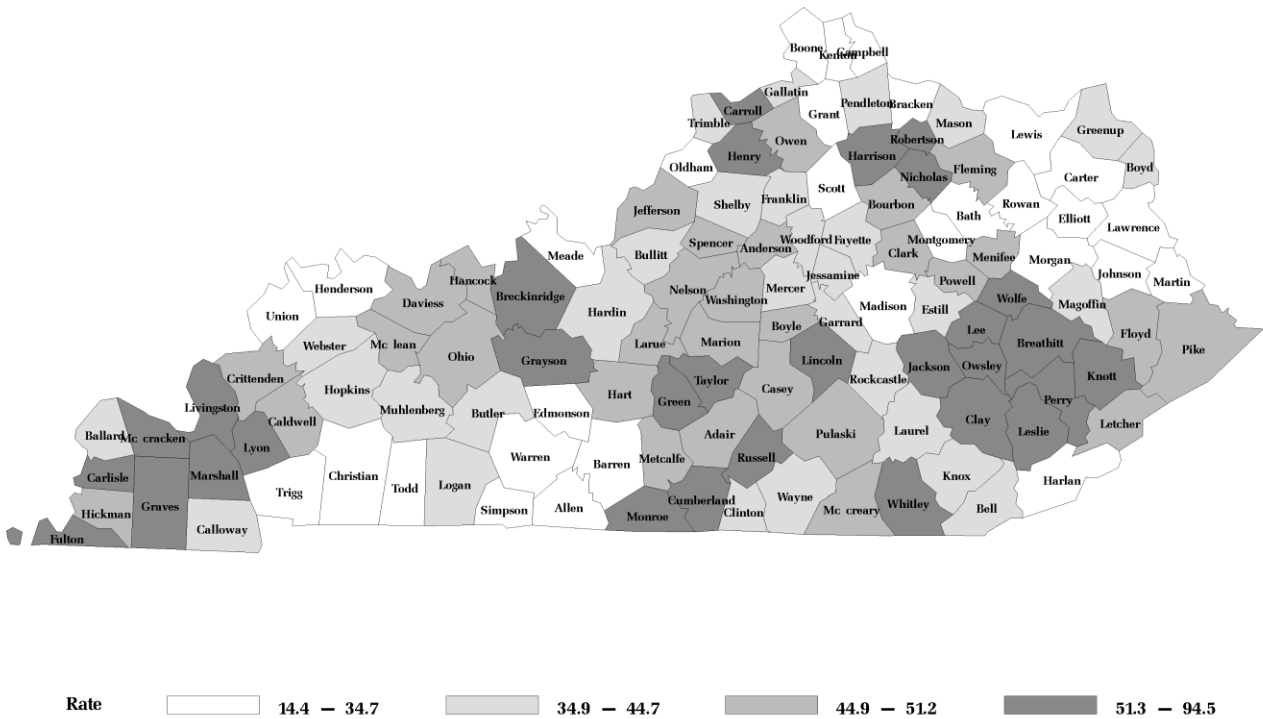 Boone
Kenton
Campbell
Gallatin
Carroll
Grant
Pendleton
Bracken
Trimble
Owen
Robertson
Mason
Lewis
Greenup
Henry
Harrison
Oldham
Nicholas
Fleming
Carter
Boyd
Scott
Shelby
Franklin
Bourbon
Rowan
Jefferson
Bath
Elliott
Lawrence
Spencer
Anderson
Woodford
Fayette
Montgomery
Meade
Bullitt
Clark
Menifee
Morgan
Henderson
Hancock
Jessamine
Powell
Johnson
Martin
Daviess
Breckinridge
Nelson
Washington
Mercer
Madison
Wolfe
Magoffin
Union
Hardin
Garrard
Estill
Boyle
Lee
Floyd
Webster
Mc lean
Ohio
Larue
Marion
Breathitt
Pike
Grayson
Lincoln
Jackson
Owsley
Crittenden
Taylor
Rockcastle
Knott
Hopkins
Hart
Casey
Livingston
Muhlenberg
Butler
Edmonson
Green
Perry
Caldwell
Clay
Leslie
Letcher
Ballard
Mc cracken
Lyon
Adair
Pulaski
Laurel
Warren
Metcalfe
Russell
Carlisle
Marshall
Christian
Barren
Trigg
Todd
Logan
Knox
Harlan
Graves
Wayne
Cumberland
Hickman
Simpson
Allen
Monroe
Clinton
Mc creary
Whitley
Bell
Calloway
Fulton
Rate 14.4 – 34.7 34.9 – 44.7 44.9 – 51.2 51.3 – 94.5